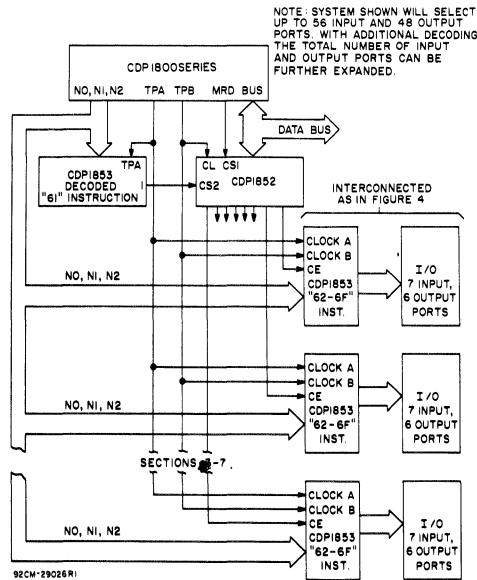 NOTE: SYSTEM SHOWN WILL SELECT
UP TO 56 INPUT AND 48 OUTPUT
PORTS. WITH ADDITIONAL DECODING
THE TOTAL NUMBER OF INPUT
AND OUTPUT PORTS CAN BE
FURTHER EXPANDED.
CDP1800SERIES
NO, N1, N2 TPA TPB MRD BUS
DATA BUS
TPA
CDP1853
DECODED
"61" INSTRUCTION
1
CL CS1
CS2 CDP1852
INTERCONNECTED
AS IN FIGURE 4
CLOCK A
CLOCK B
CE
CDP1853
"62-6F"
INST.
I/O
7 INPUT,
6 OUTPUT
PORTS
NO, N1, N2
CLOCK A
CLOCK B
CE
CDP1853
"62-6F"
INST.
I/O
7 INPUT,
6 OUTPUT
PORTS
NO, N1, N2
SECTIONS -7
CLOCK A
CLOCK B
CE
CDP1853
"62-6F"
INST.
I/O
7 INPUT,
6 OUTPUT
PORTS
NO, N1, N2
92CM-29026R1